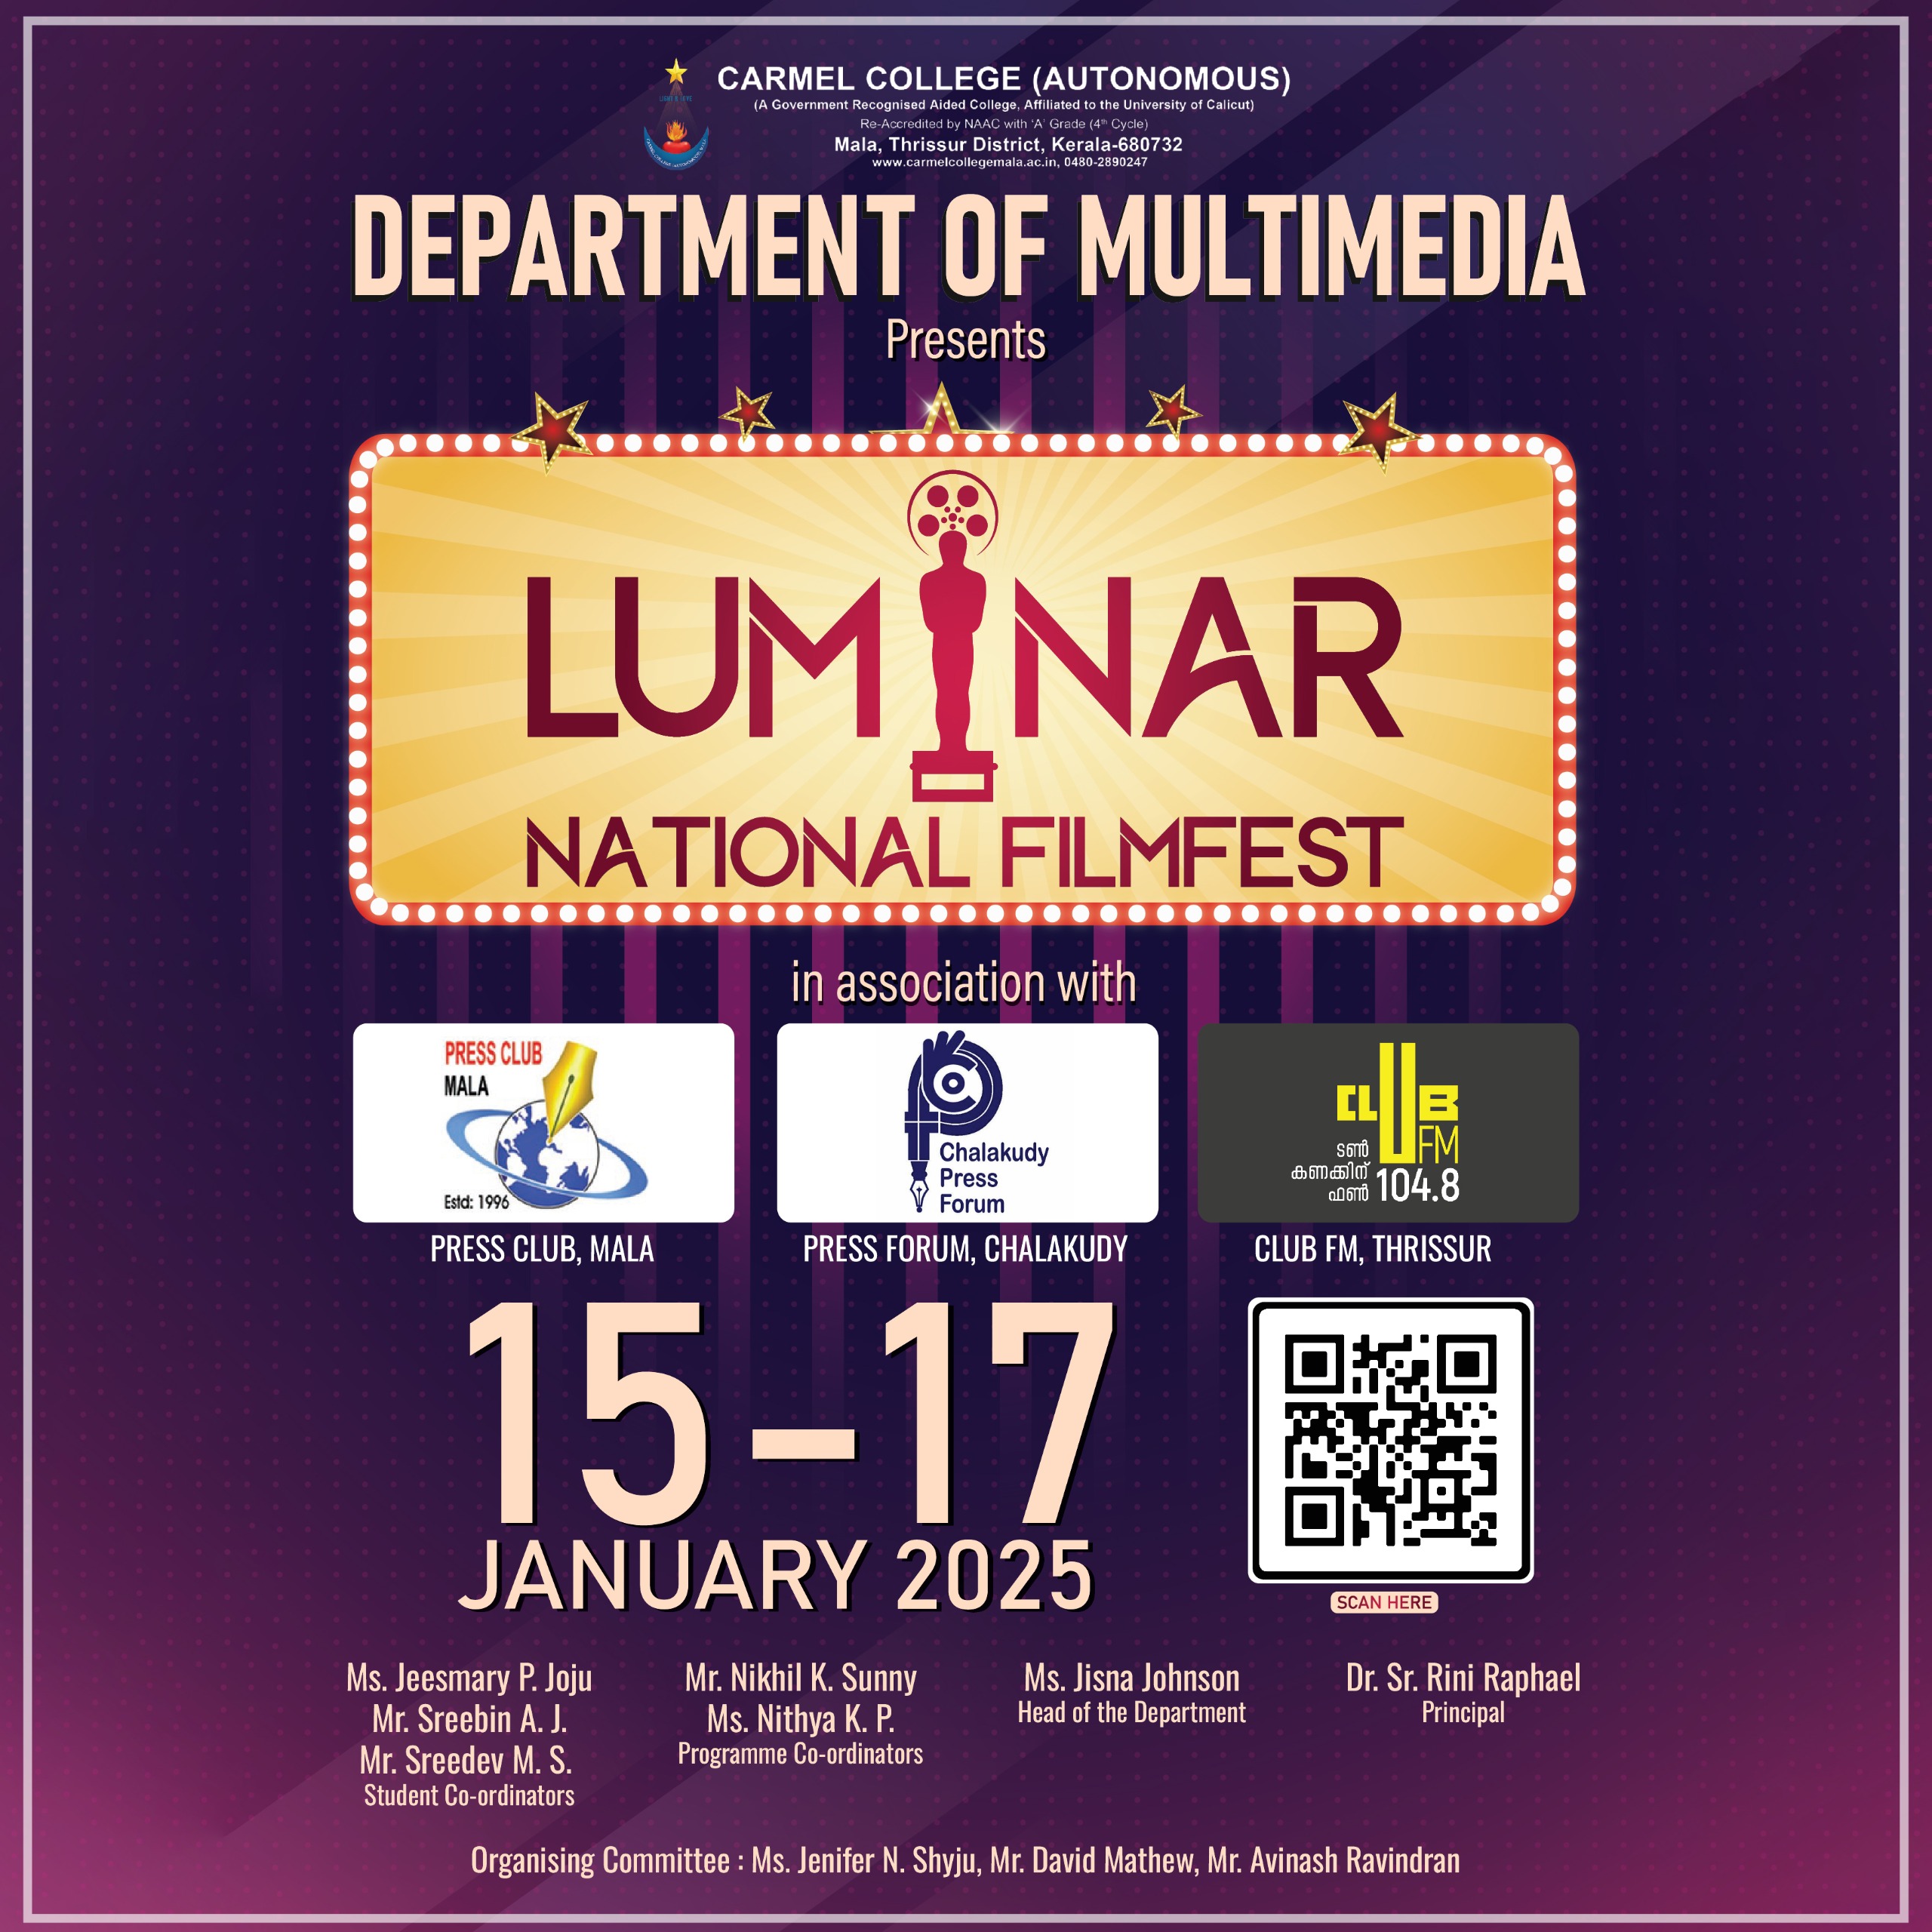 CARMEL COLLEGE (AUTONOMOUS)
(A Government Recognised Aided College, Affiliated to the University of Calicut)
Re-Accredited by NAAC with 'A' Grade (4th Cycle)
Mala, Thrissur District, Kerala-680732
www.carmelcollegemala.ac.in, 0480-2890247
DEPARTMENT OF MULTIMEDIA
Presents
LUMINAR
NATIONAL FILMFEST
in association with
PRESS CLUB
MALA
Estd: 1996
PRESS CLUB, MALA
Chalakudy
Press
Forum
PRESS FORUM, CHALAKUDY
CLUB
FM
ടൺ
കണക്കിന്
ഫൺ
104.8
CLUB FM, THRISSUR
15-17
JANUARY 2025
SCAN HERE
Ms. Jeesmary P. Joju
Mr. Sreebin A. J.
Mr. Sreedev M. S.
Student Co-ordinators
Mr. Nikhil K. Sunny
Ms. Nithya K. P.
Programme Co-ordinators
Ms. Jisna Johnson
Head of the Department
Dr. Sr. Rini Raphael
Principal
Organising Committee : Ms. Jenifer N. Shyju, Mr. David Mathew, Mr. Avinash Ravindran